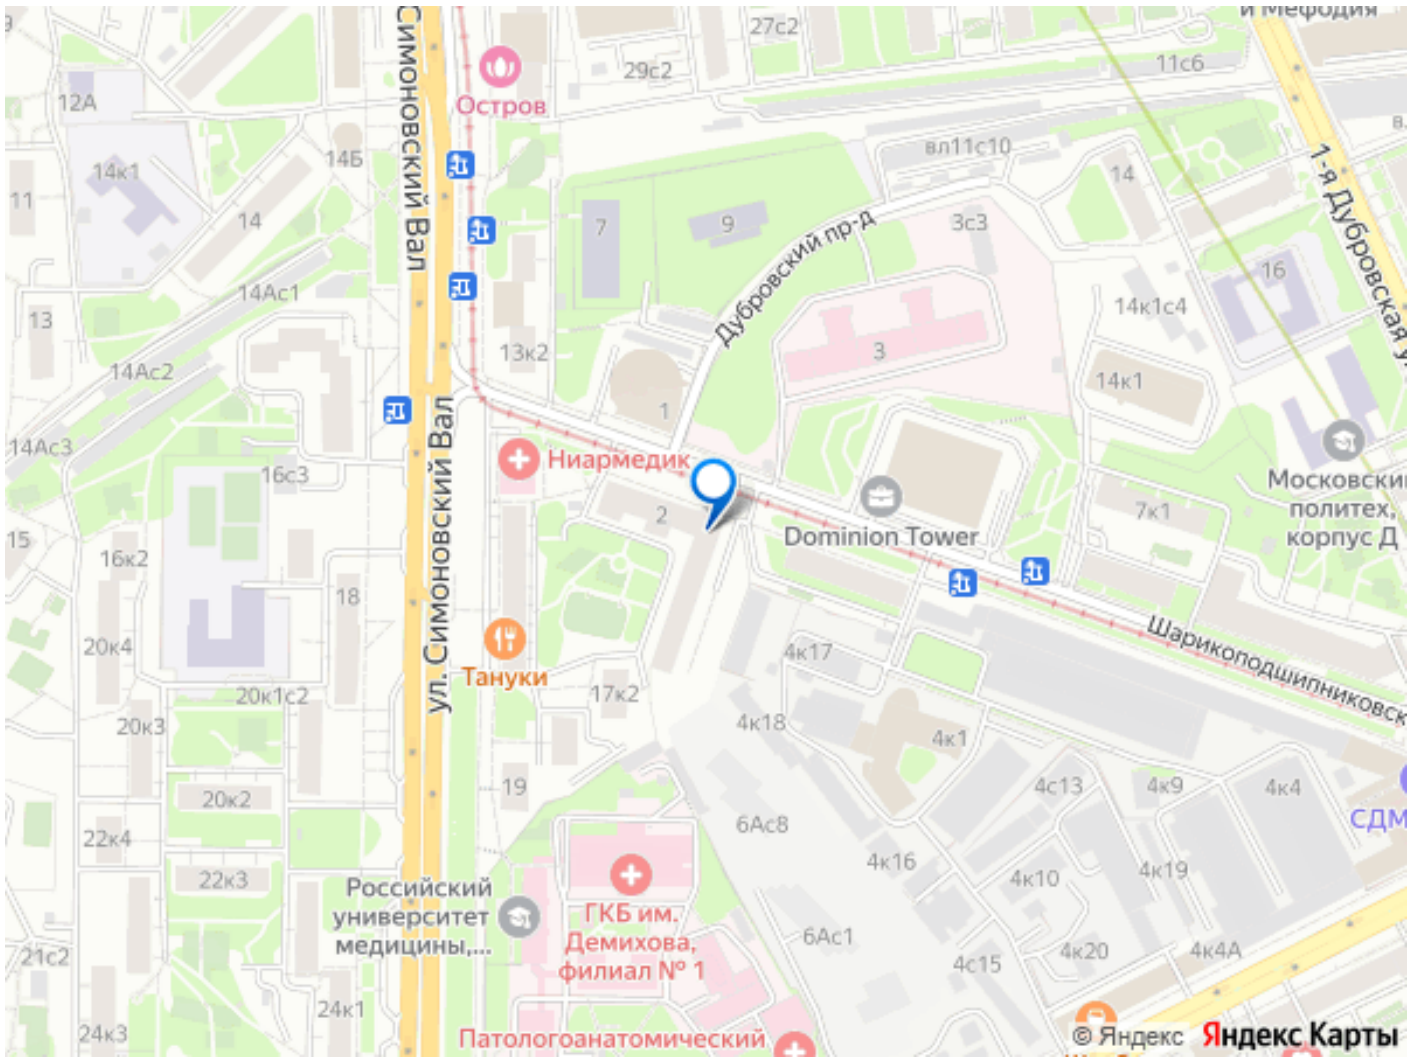 и Мефодия
27с2
11с6
29с2
12А
Остров
Симоновский Вал
14Б
14к1
вл11с10
14
1-я Дубровская у
11
14
7
9
3с3
Дубровский пр-д
16
14Ас1
14к1с4
13
13к2
3
14Ас2
14к1
1
14Ас3
Ниармедик
16с3
ул. Симоновский Вал
2
Dominion Tower
7к1
Московский
политех,
корпус Д
15
16к2
18
Шарикоподшипниковск
20к4
4к17
Тануки
17к2
20к1с2
20к3
4к18
4к1
19
4с13
4к9
4к4
20к2
СДМ
22к4
6Ас8
4к16
4к10
4к19
22к3
Российский
университет
медицины,...
ГКБ им.
Демихова,
филиал № 1
6Ас1
4к20
4к4А
21с2
4с15
24к3
24к1
Патологоанатомический
© Яндекс Яндекс Карты